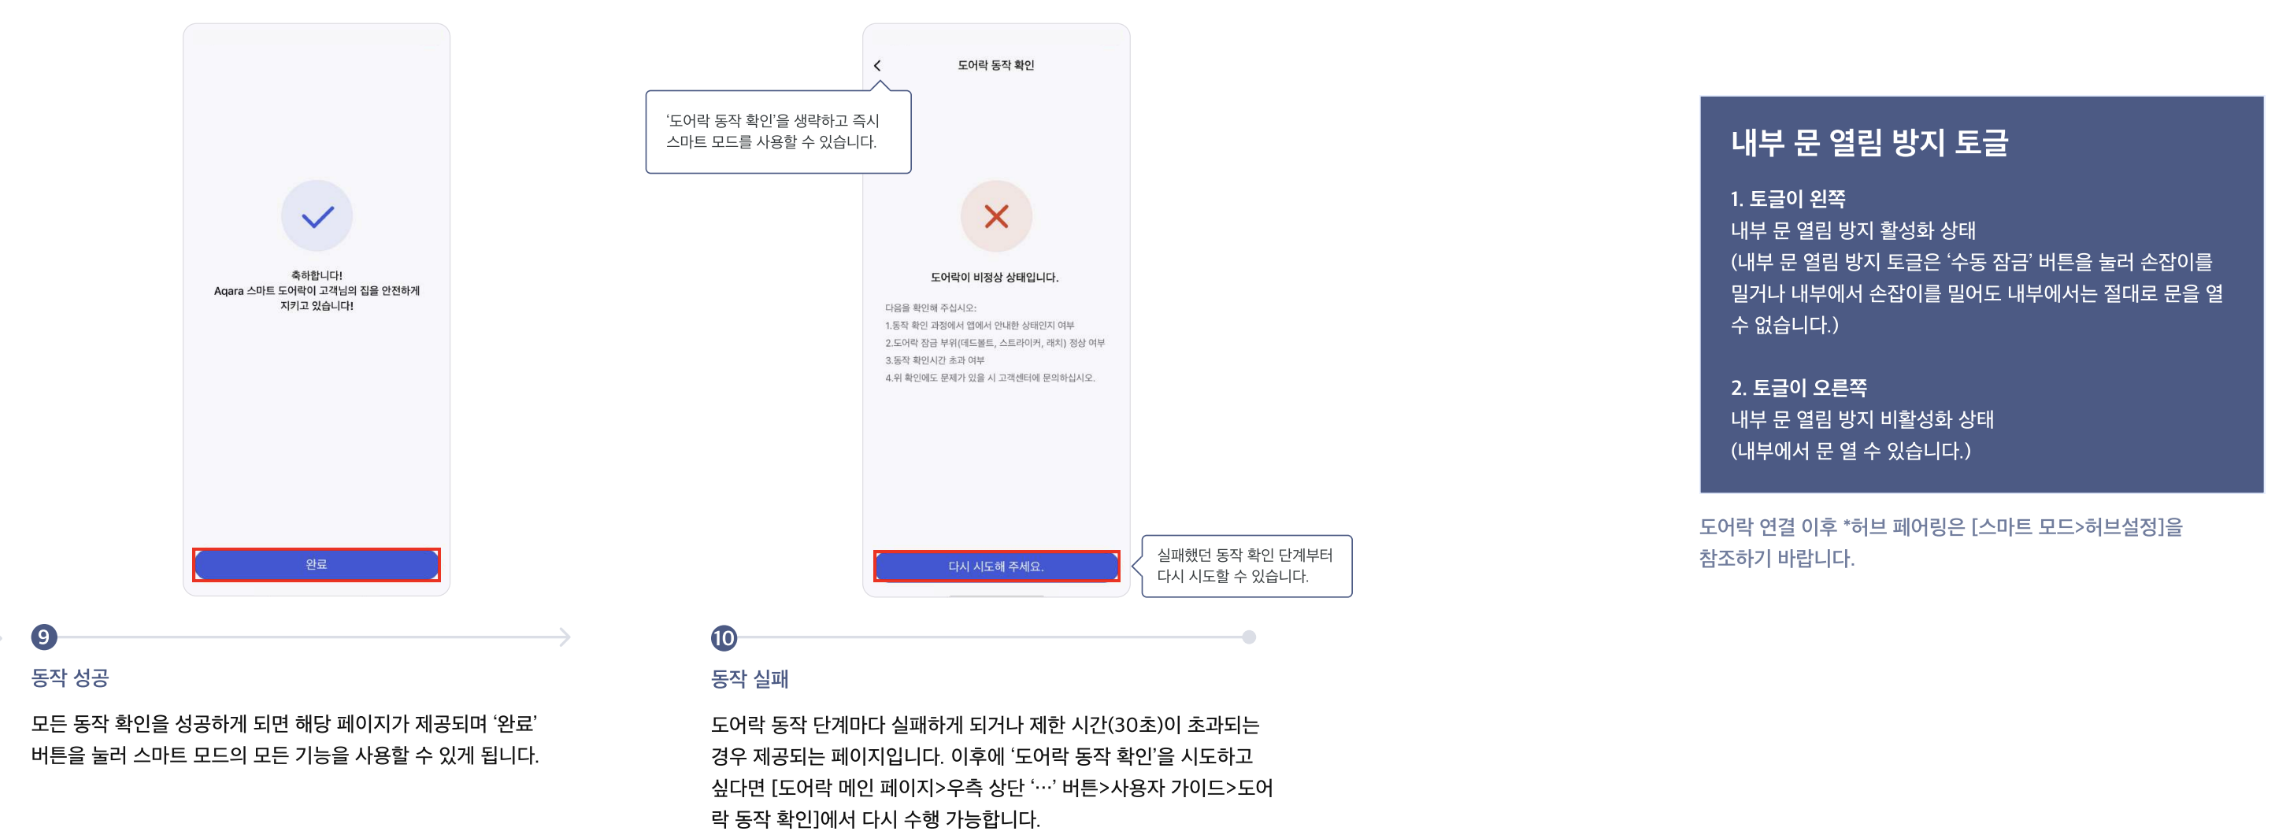 축하합니다!
Aqara 스마트 도어락이 고객님의 집을 안전하게
지키고 있습니다!
완료
9
동작 성공
모든 동작 확인을 성공하게 되면 해당 페이지가 제공되며 ‘완료’
버튼을 눌러 스마트 모드의 모든 기능을 사용할 수 있게 됩니다.
도어락 동작 확인
‘도어락 동작 확인’을 생략하고 즉시
스마트 모드를 사용할 수 있습니다.
도어락이 비정상 상태입니다.
다음을 확인해 주십시오:
1.동작 확인 과정에서 앱에서 안내한 상태인지 여부
2.도어락 잠금 부위(데드볼트, 스트라이커, 래치) 정상 여부
3.동작 확인시간 초과 여부
4.위 확인에도 문제가 있을 시 고객센터에 문의하십시오.
다시 시도해 주세요.
실패했던 동작 확인 단계부터
다시 시도할 수 있습니다.
10
동작 실패
도어락 동작 단계마다 실패하게 되거나 제한 시간(30초)이 초과되는
경우 제공되는 페이지입니다. 이후에 ‘도어락 동작 확인’을 시도하고
싶다면 [도어락 메인 페이지>우측 상단 ‘…’ 버튼>사용자 가이드>도어
락 동작 확인]에서 다시 수행 가능합니다.
내부 문 열림 방지 토글
1. 토글이 왼쪽
내부 문 열림 방지 활성화 상태
(내부 문 열림 방지 토글은 ‘수동 잠금’ 버튼을 눌러 손잡이를
밀거나 내부에서 손잡이를 밀어도 내부에서는 절대로 문을 열
수 없습니다.)
2. 토글이 오른쪽
내부 문 열림 방지 비활성화 상태
(내부에서 문 열 수 있습니다.)
도어락 연결 이후 *허브 페어링은 [스마트 모드>허브설정]을
참조하기 바랍니다.